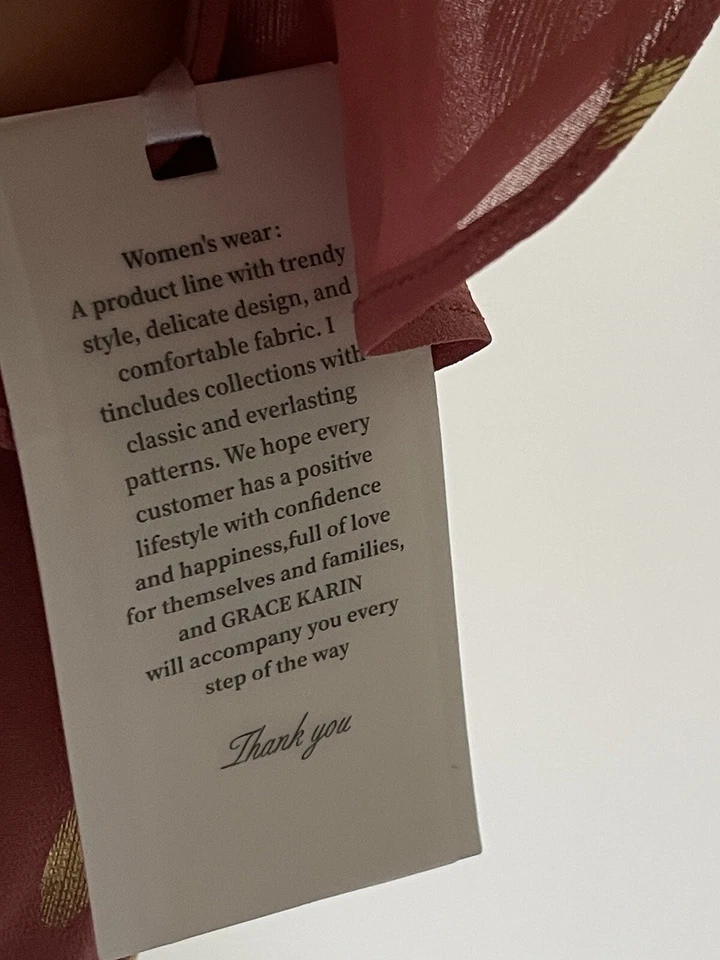 Women's wear:
A product line with trendy
style, delicate design, and
comfortable fabric. I
tincludes collections with
classic and everlasting
patterns. We hope every
customer has a positive
lifestyle with confidence
and happiness,full of love
for themselves and families,
and GRACE KARIN
will accompany you every
step of the way
Thank you